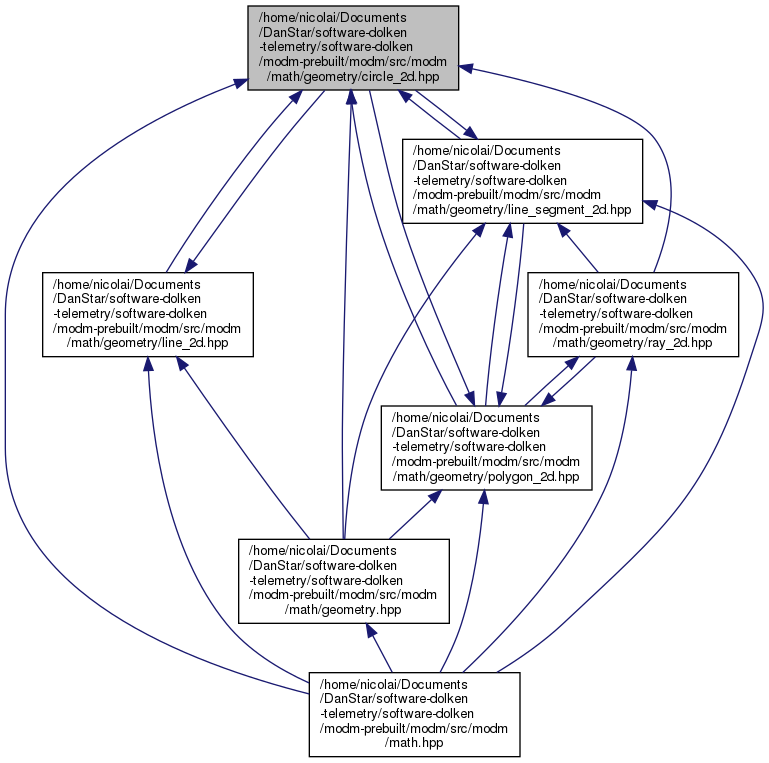 /home/nicolai/Documents
/DanStar/software-dolken
-telemetry/software-dolken
/modm-prebuilt/modm/src/modm
/math/geometry/circle_2d.hpp
/home/nicolai/Documents
/DanStar/software-dolken
-telemetry/software-dolken
/modm-prebuilt/modm/src/modm
/math/geometry/line_segment_2d.hpp
/home/nicolai/Documents
/DanStar/software-dolken
-telemetry/software-dolken
/modm-prebuilt/modm/src/modm
/math/geometry/line_2d.hpp
/home/nicolai/Documents
/DanStar/software-dolken
-telemetry/software-dolken
/modm-prebuilt/modm/src/modm
/math/geometry/ray_2d.hpp
/home/nicolai/Documents
/DanStar/software-dolken
-telemetry/software-dolken
/modm-prebuilt/modm/src/modm
/math/geometry/polygon_2d.hpp
/home/nicolai/Documents
/DanStar/software-dolken
-telemetry/software-dolken
/modm-prebuilt/modm/src/modm
/math/geometry.hpp
/home/nicolai/Documents
/DanStar/software-dolken
-telemetry/software-dolken
/modm-prebuilt/modm/src/modm
/math.hpp